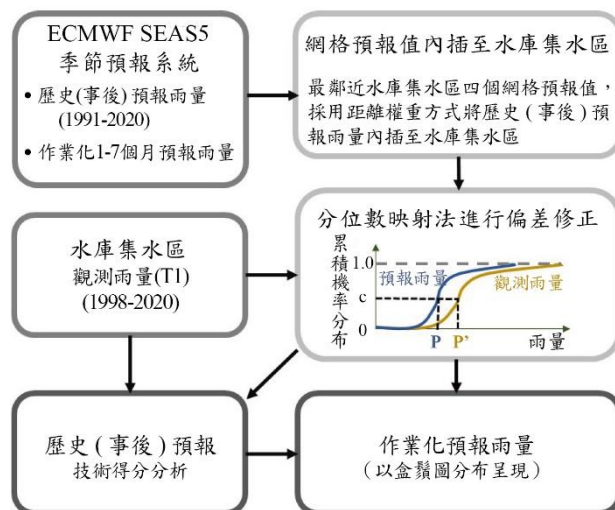 ECMWF SEAS5
季節預報系統
• 歷史(事後)預報雨量
(1991-2020)
• 作業化1-7個月預報雨量
網格預報值內插至水庫集水區
最鄰近水庫集水區四個網格預報值，
採用距離權重方式將歷史(事後)預
報雨量內插至水庫集水區
水庫集水區
觀測雨量(T1)
(1998-2020)
分位數映射法進行偏差修正
累積機率分布
1.0
預報雨量
觀測雨量
c
0
P
P'
雨量
歷史(事後)預報
技術得分分析
作業化預報雨量
(以盒鬚圖分布呈現)